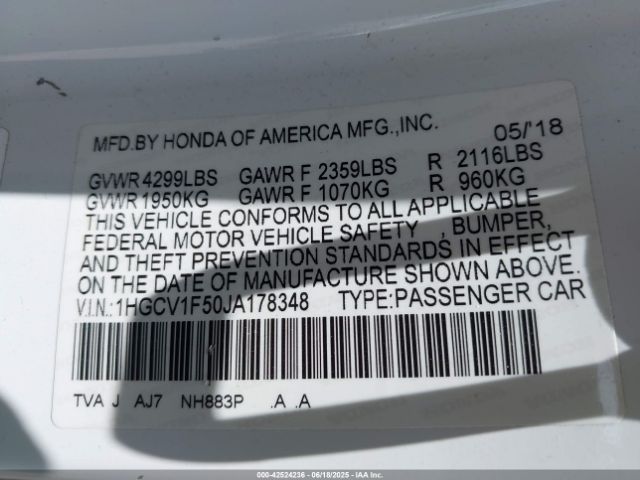 MFD.BY HONDA OF AMERICA MFG.,INC. 05/'18
GVWR 4299LBS GAWR F 2359LBS R 2116LBS
GVWR 1950KG GAWR F 1070KG R 960KG
THIS VEHICLE CONFORMS TO ALL APPLICABLE
FEDERAL MOTOR VEHICLE SAFETY , BUMPER,
AND THEFT PREVENTION STANDARDS IN EFFECT
ON THE DATE OF MANUFACTURE SHOWN ABOVE.
V.I.N.: 1HGCV1F50JA178348 TYPE:PASSENGER CAR
TVA J AJ7 NH883P .A .A
000-42524236 - 06/18/2025 - IAA Inc.